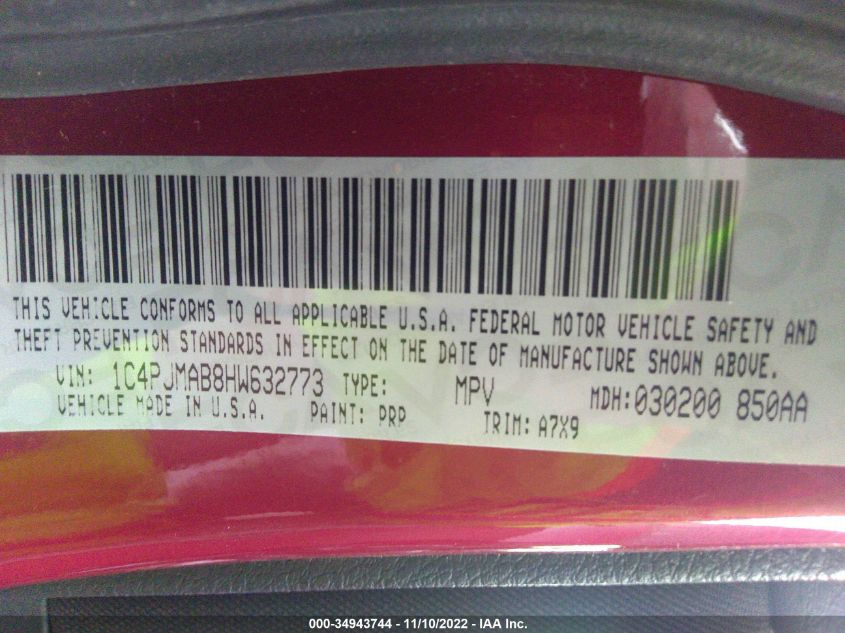 THIS VEHICLE CONFORMS TO ALL APPLICABLE U.S.A. FEDERAL MOTOR VEHICLE SAFETY AND
THEFT PREVENTION STANDARDS IN EFFECT ON THE DATE OF MANUFACTURE SHOWN ABOVE.
VIN: 1C4PJMAB8HW632773 TYPE: MPV MDH:030200 850AA
VEHICLE MADE IN U.S.A. PAINT: PRP TRIM: A7X9
000-34943744 - 11/10/2022 - IAA Inc.